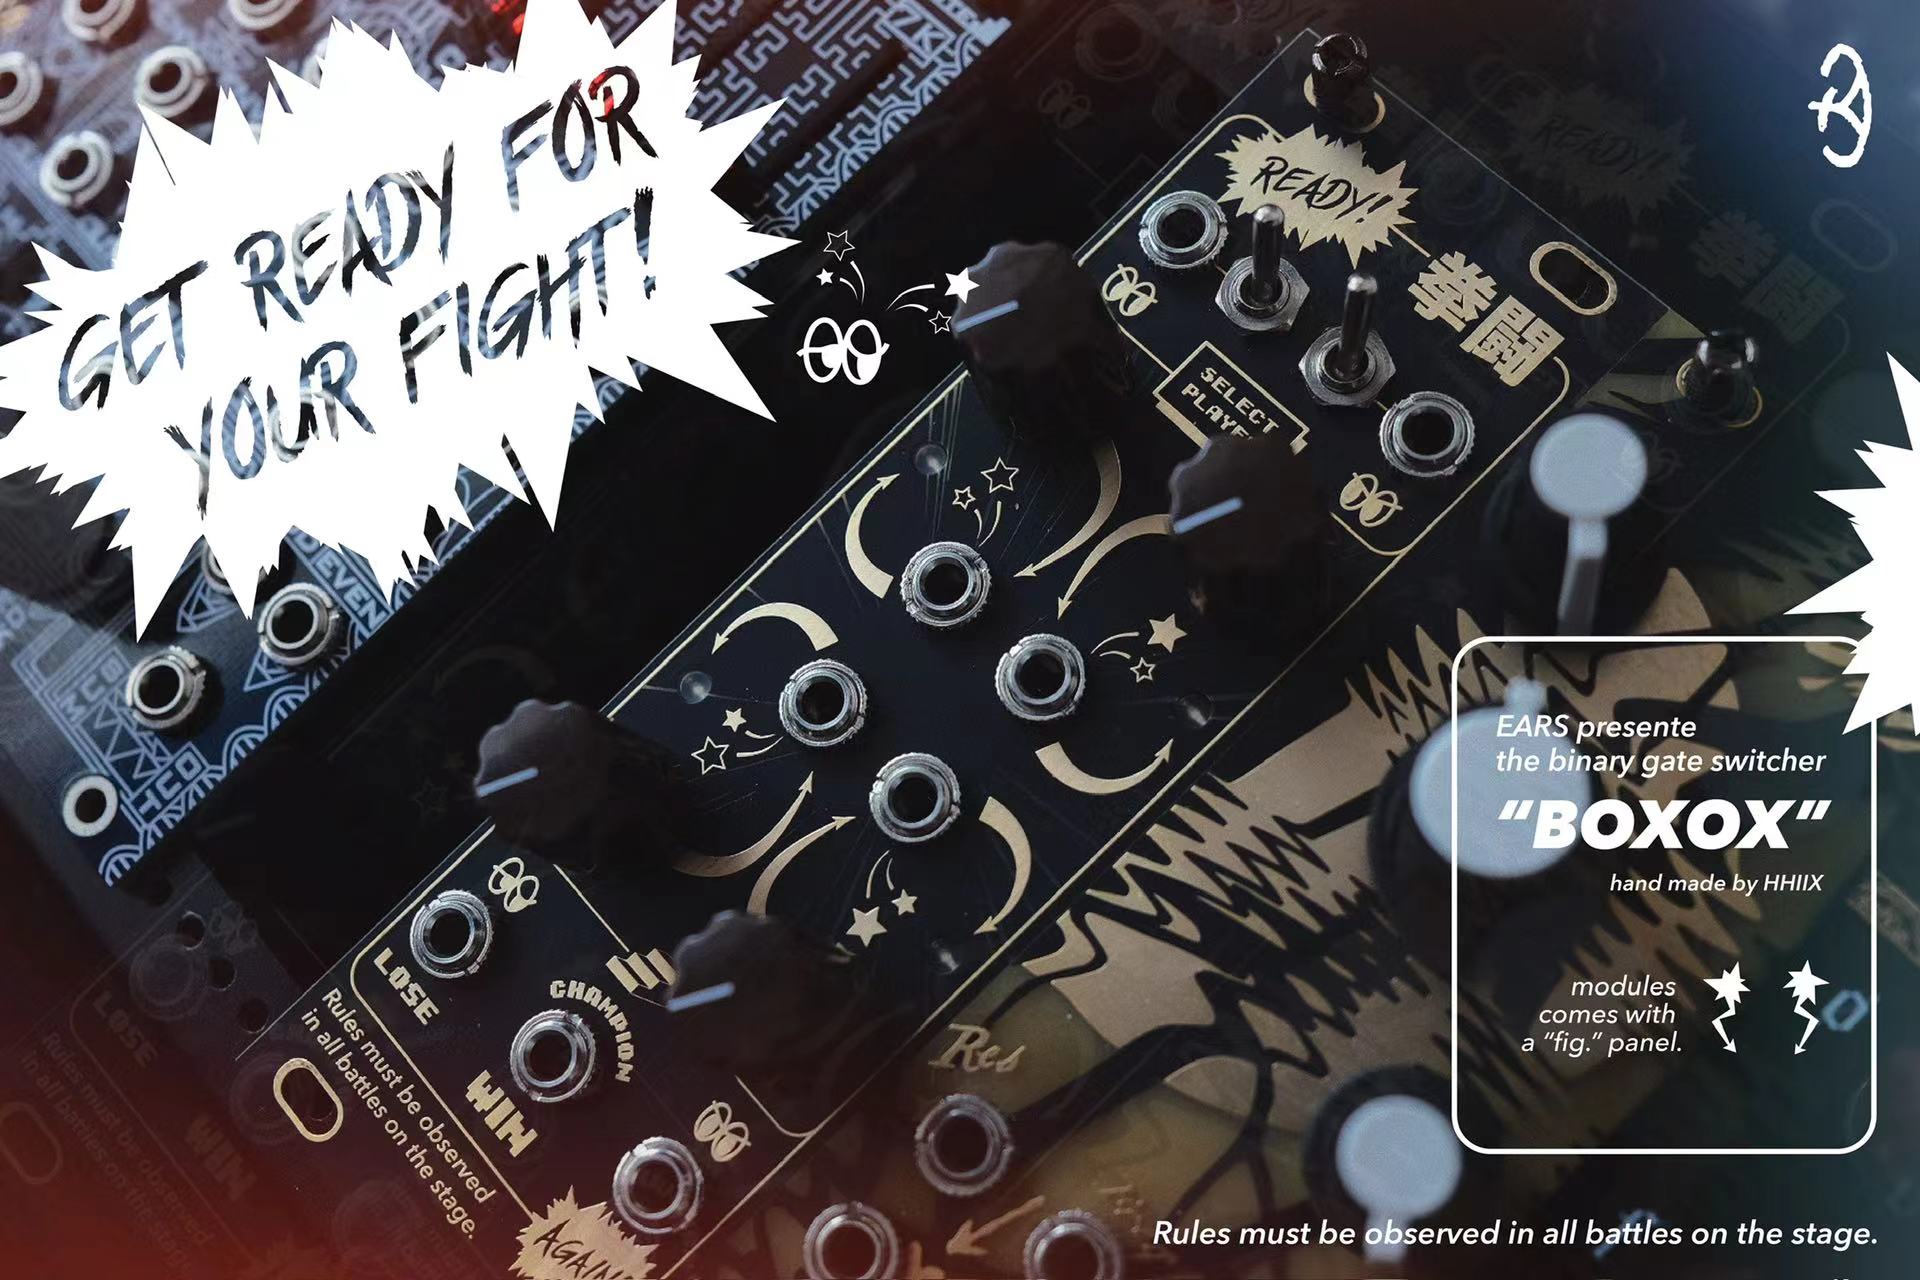 GET READY FOR
YOUR FIGHT!
READY!
拳闘
SELECT
PLAYER
EARS presente
the binary gate switcher
“BOXOX“
hand made by HHIIX
modules
comes with
a “fig.” panel.
LOSE
CHAMPION
WIN
Rules must be observed
in all battles on the stage.
AGAIN
Res
Rules must be observed in all battles on the stage.